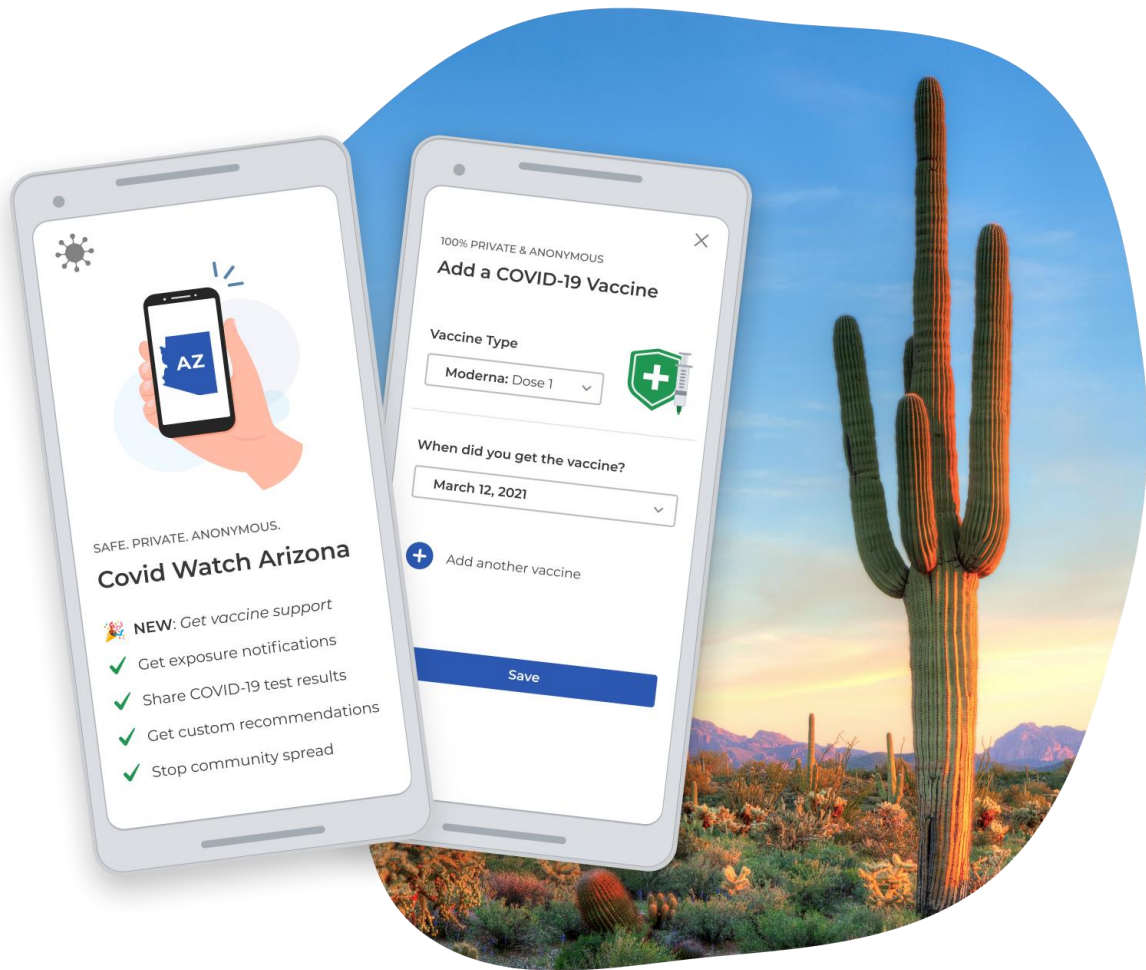 AZ
SAFE. PRIVATE. ANONYMOUS.
Covid Watch Arizona
NEW: Get vaccine support
Get exposure notifications
Share COVID-19 test results
Get custom recommendations
Stop community spread
100% PRIVATE & ANONYMOUS
Add a COVID-19 Vaccine
Vaccine Type
Moderna: Dose 1
When did you get the vaccine?
March 12, 2021
Add another vaccine
Save